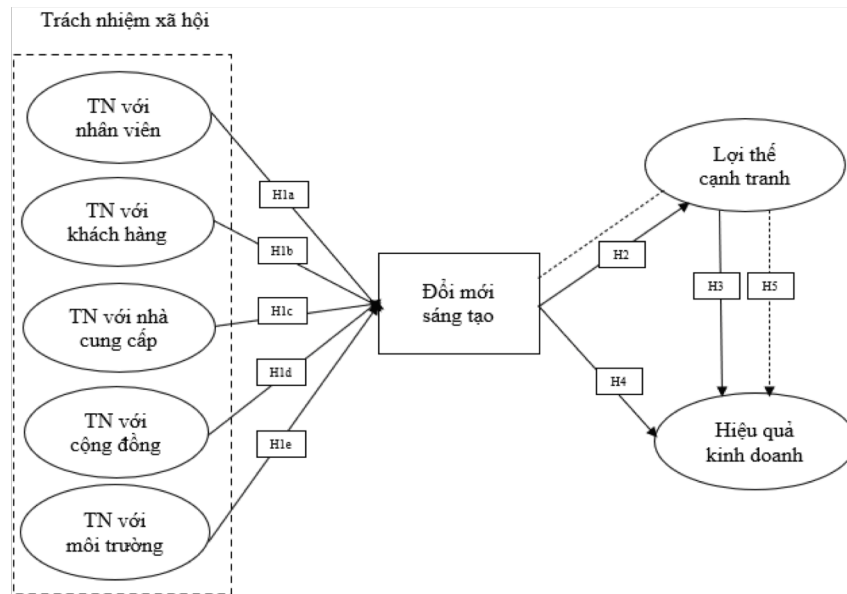 Trách nhiệm xã hội
TN với
nhân viên
TN với
khách hàng
TN với nhà
cung cấp
TN với
cộng đồng
TN với
môi trường
H1a
H1b
H1c
H1d
H1e
Đổi mới
sáng tạo
H2
H4
Lợi thế
cạnh tranh
H3
H5
Hiệu quả
kinh doanh